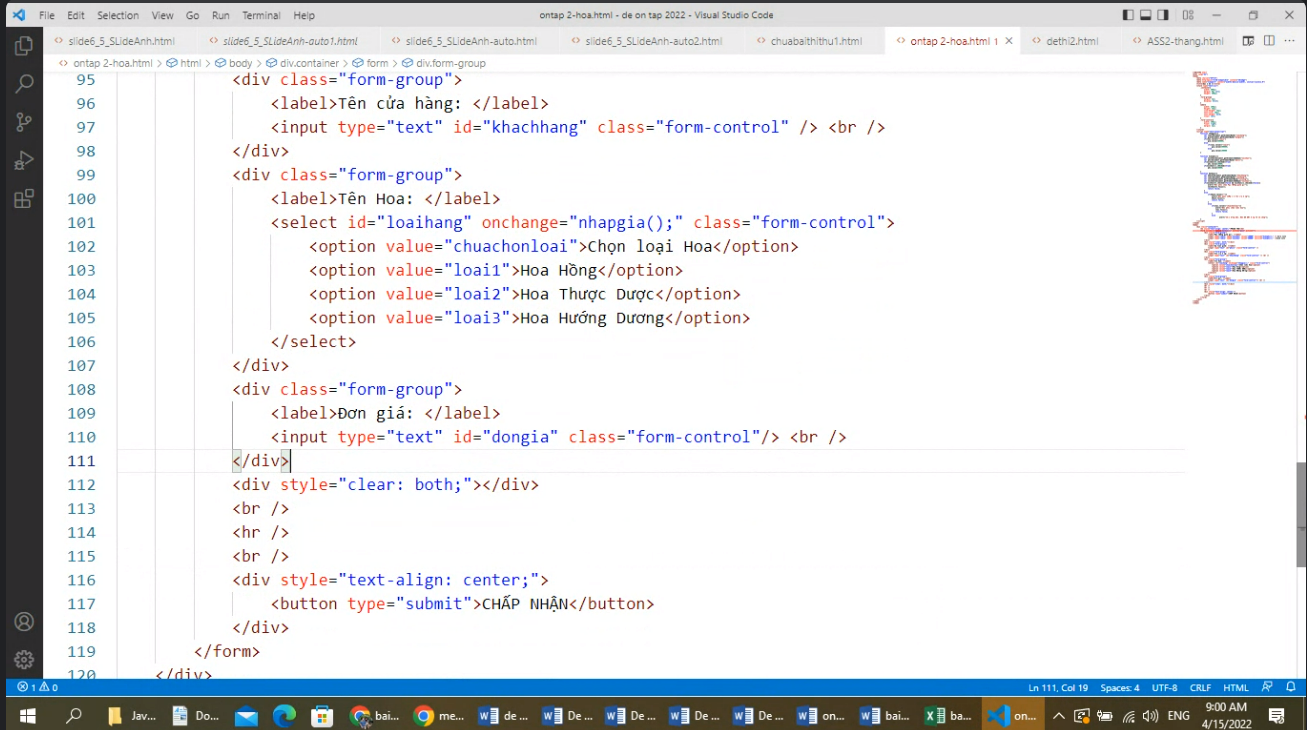 File Edit Selection View Go Run Terminal Help ontap 2-hoa.html - de on tap 2022 - Visual Studio Code
slide6_5_SLideAnh.html slide6_5_SLideAnh-auto1.html slide6_5_SLideAnh-auto.html slide6_5_SLideAnh-auto2.html chuabaithithu1.html ontap 2-hoa.html 1 dethi2.html ASS2-thang.html
ontap 2-hoa.html > html > body > div.container > form > div.form-group
95 <div class="form-group">
96 <label>Tên cửa hàng: </label>
97 <input type="text" id="khachhang" class="form-control" /> <br />
98 </div>
99 <div class="form-group">
100 <label>Tên Hoa: </label>
101 <select id="loaihang" onchange="nhapgia();" class="form-control">
102 <option value="chuachonloai">Chọn loại Hoa</option>
103 <option value="loai1">Hoa Hồng</option>
104 <option value="loai2">Hoa Thược Dược</option>
105 <option value="loai3">Hoa Hướng Dương</option>
106 </select>
107 </div>
108 <div class="form-group">
109 <label>Đơn giá: </label>
110 <input type="text" id="dongia" class="form-control"/> <br />
111 </div>
112 <div style="clear: both;"></div>
113 <br />
114 <hr />
115 <br />
116 <div style="text-align: center;">
117 <button type="submit">CHẤP NHẬN</button>
118 </div>
119 </form>
120 </div>
1 0 Ln 111, Col 19 Spaces: 4 UTF-8 CRLF HTML
Jav... Do... bai... me... de ... De ... De ... De ... De ... on... bai... ba... on... ENG 9:00 AM
4/15/2022